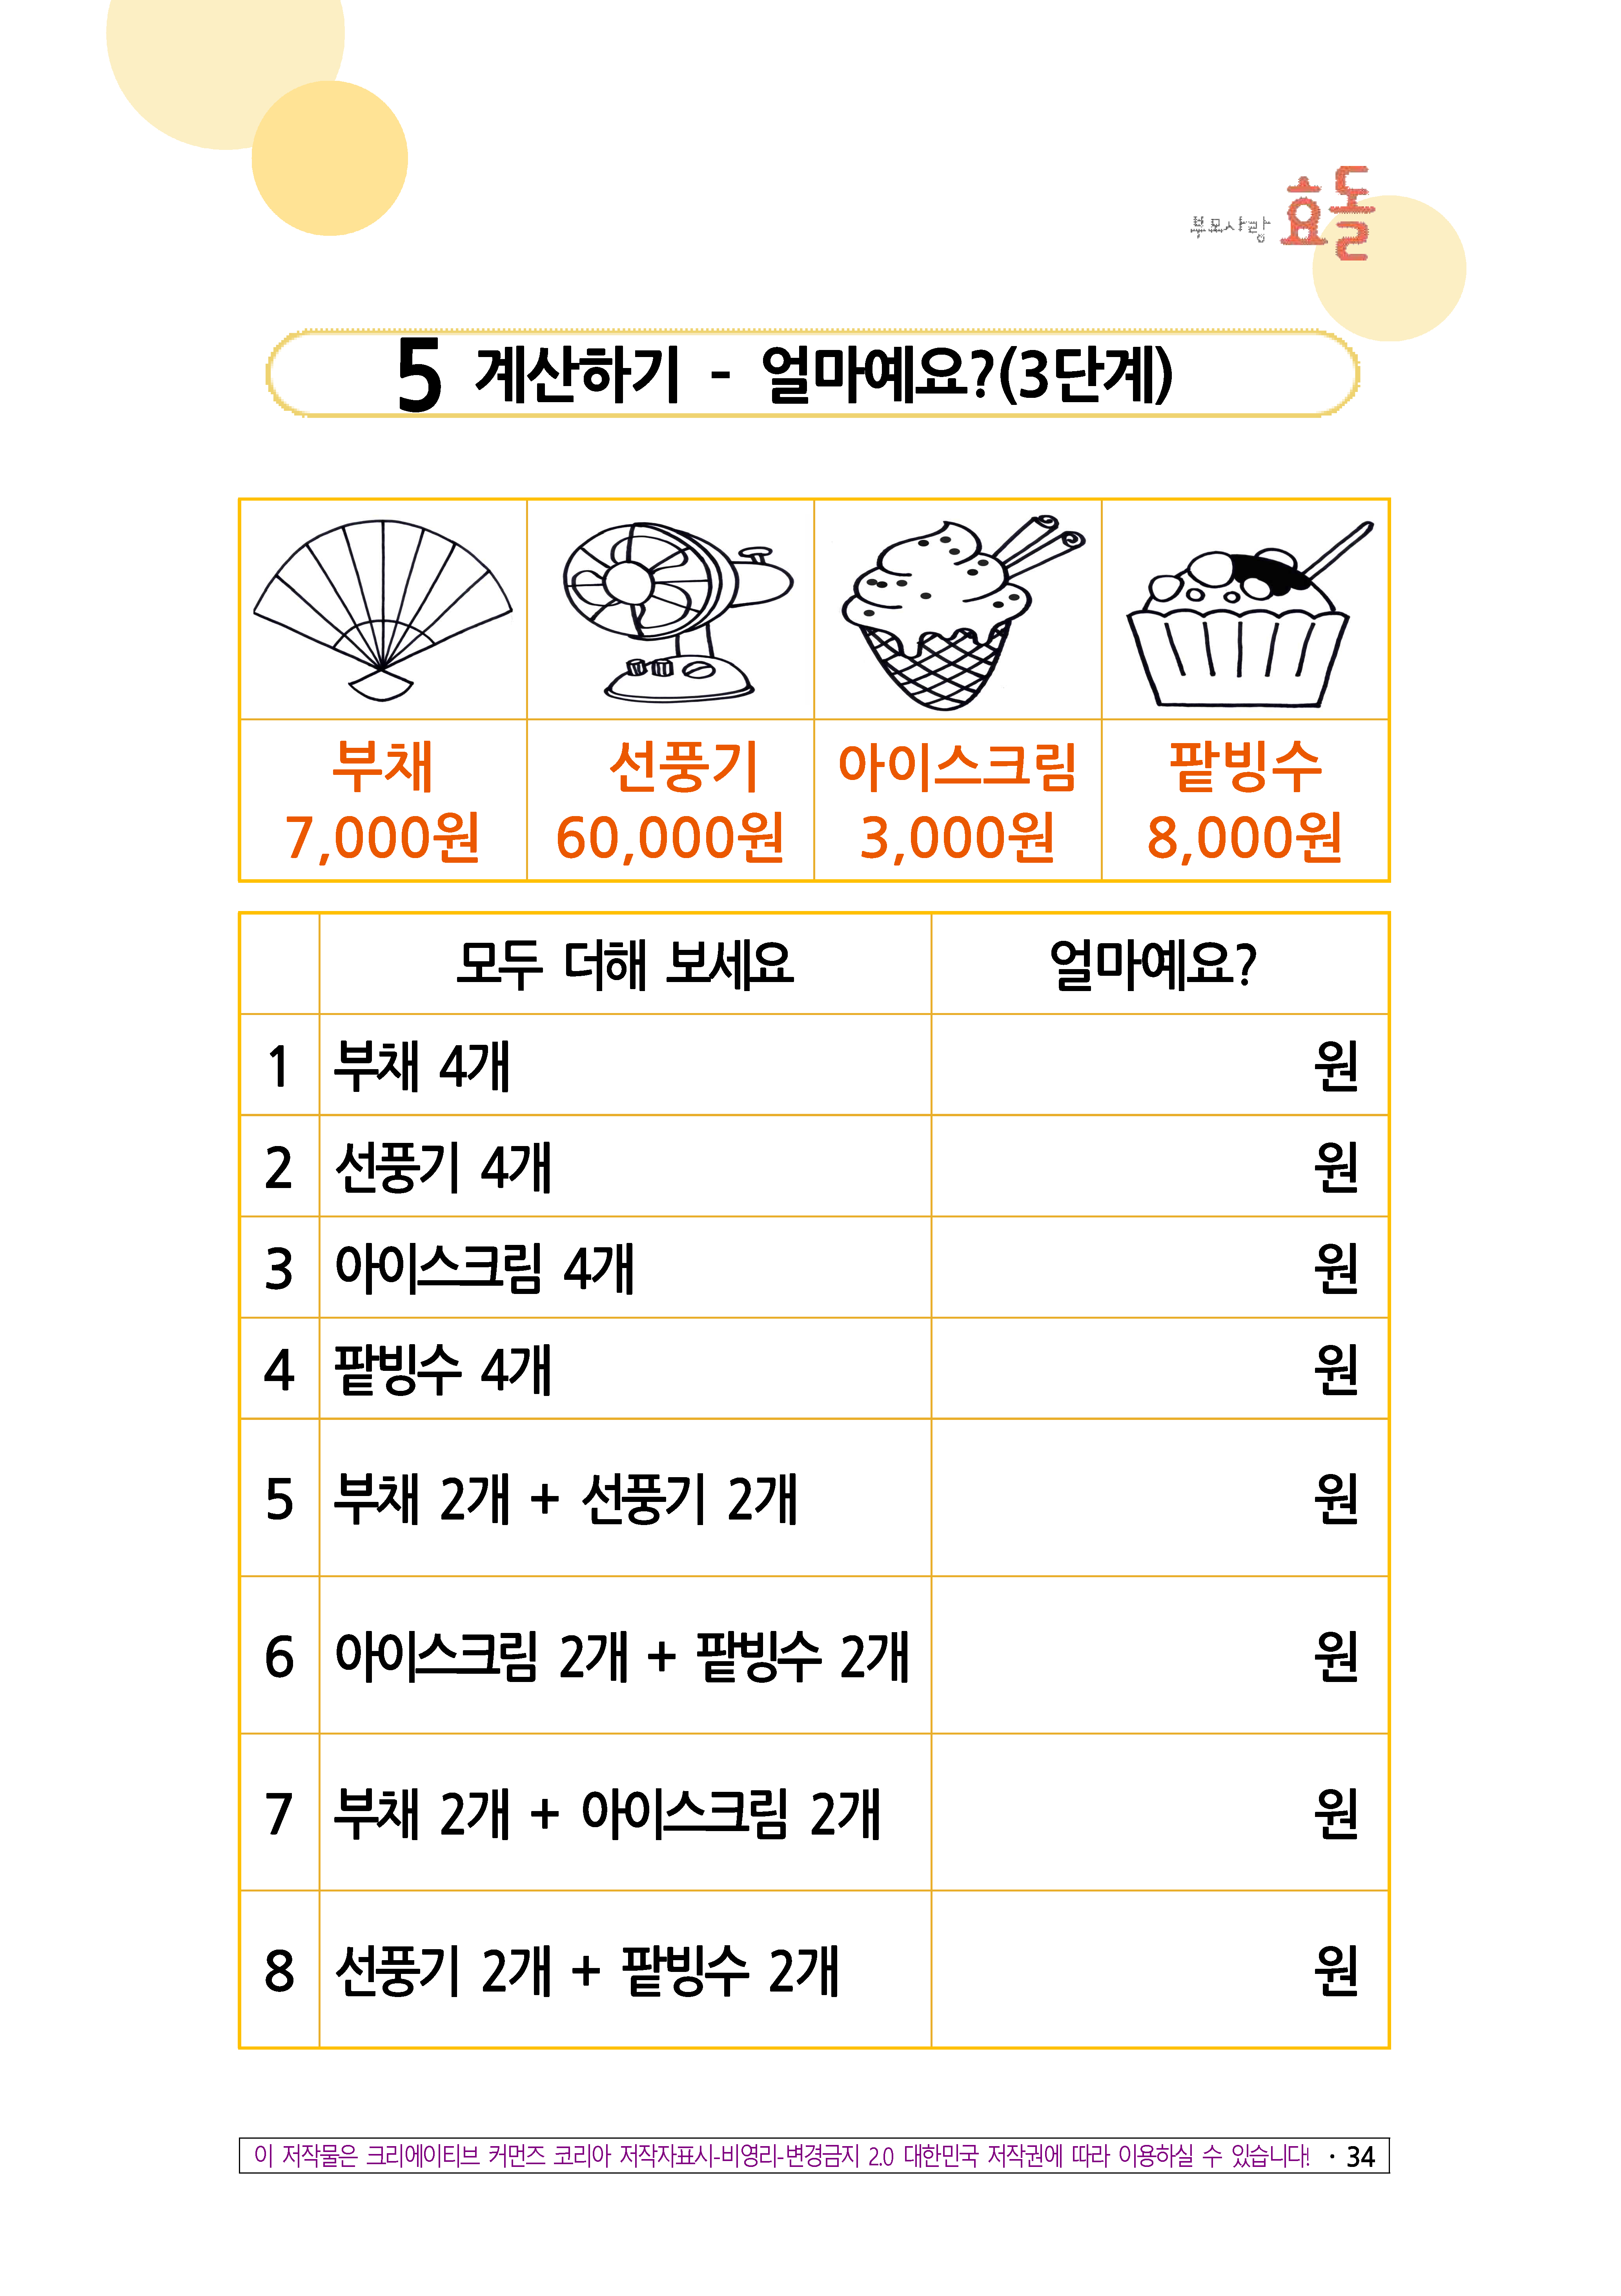 부모사랑 효돌
5 계산하기 - 얼마예요?(3단계)
부채 선풍기 아이스크림 팥빙수
7,000원 60,000원 3,000원 8,000원
모두 더해 보세요 얼마예요?
1 부채 4개 원
2 선풍기 4개 원
3 아이스크림 4개 원
4 팥빙수 4개 원
5 부채 2개 + 선풍기 2개 원
6 아이스크림 2개 + 팥빙수 2개 원
7 부채 2개 + 아이스크림 2개 원
8 선풍기 2개 + 팥빙수 2개 원
이 저작물은 크리에이티브 커먼즈 코리아 저작자표시-비영리-변경금지 2.0 대한민국 저작권에 따라 이용하실 수 있습니다! · 34